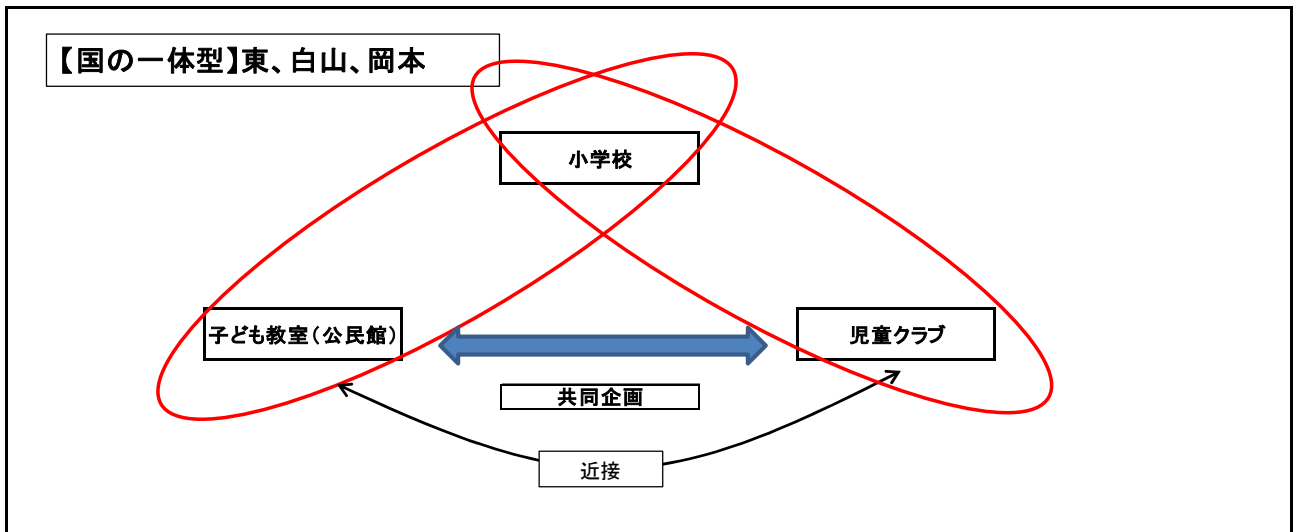 【国の一体型】東、白山、岡本
小学校
子ども教室（公民館）
児童クラブ
共同企画
近接